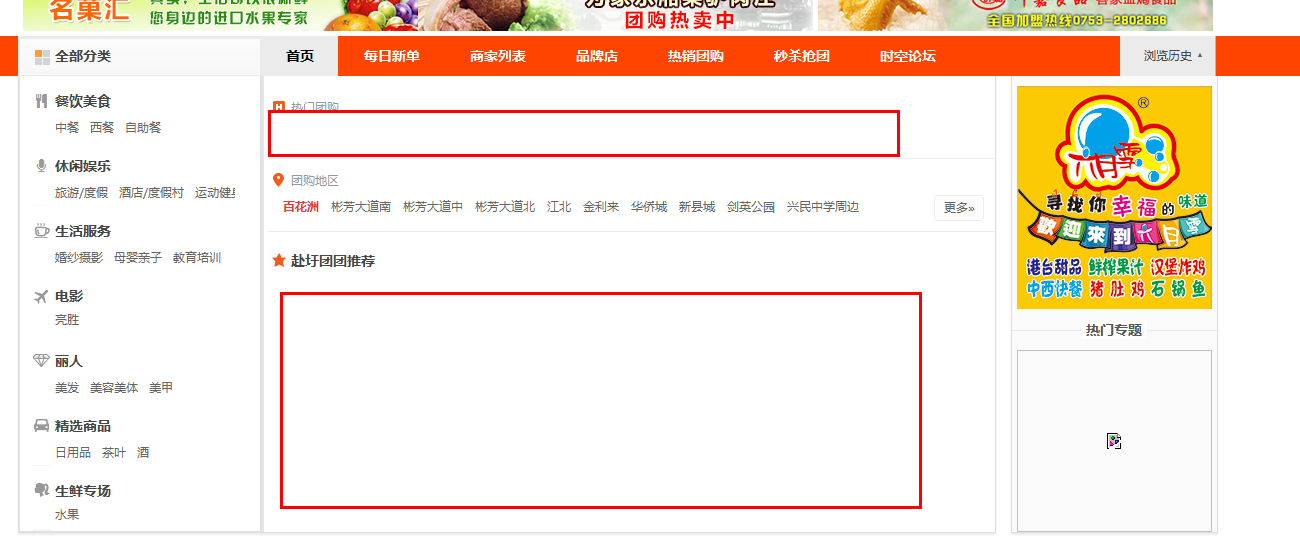 名菓汇
您身边的进口水果专家
团购热卖中
全国加盟热线0753-2802686
全部分类
首页 每日新单 商家列表 品牌店 热销团购 秒杀抢团 时空论坛
浏览历史
餐饮美食
中餐 西餐 自助餐
休闲娱乐
旅游/度假 酒店/度假村 运动健身
生活服务
婚纱摄影 母婴亲子 教育培训
电影
亮胜
丽人
美发 美容美体 美甲
精选商品
日用品 茶叶 酒
生鲜专场
水果
热门团购
团购地区
百花洲 彬芳大道南 彬芳大道中 彬芳大道北 江北 金利来 华侨城 新县城 剑英公园 兴民中学周边
更多»
赴圩团团推荐
®
六月雪
寻找你幸福的味道
欢迎来到六月雪
港台甜品 鲜榨果汁 汉堡炸鸡
中西快餐 猪肚鸡 石锅鱼
热门专题